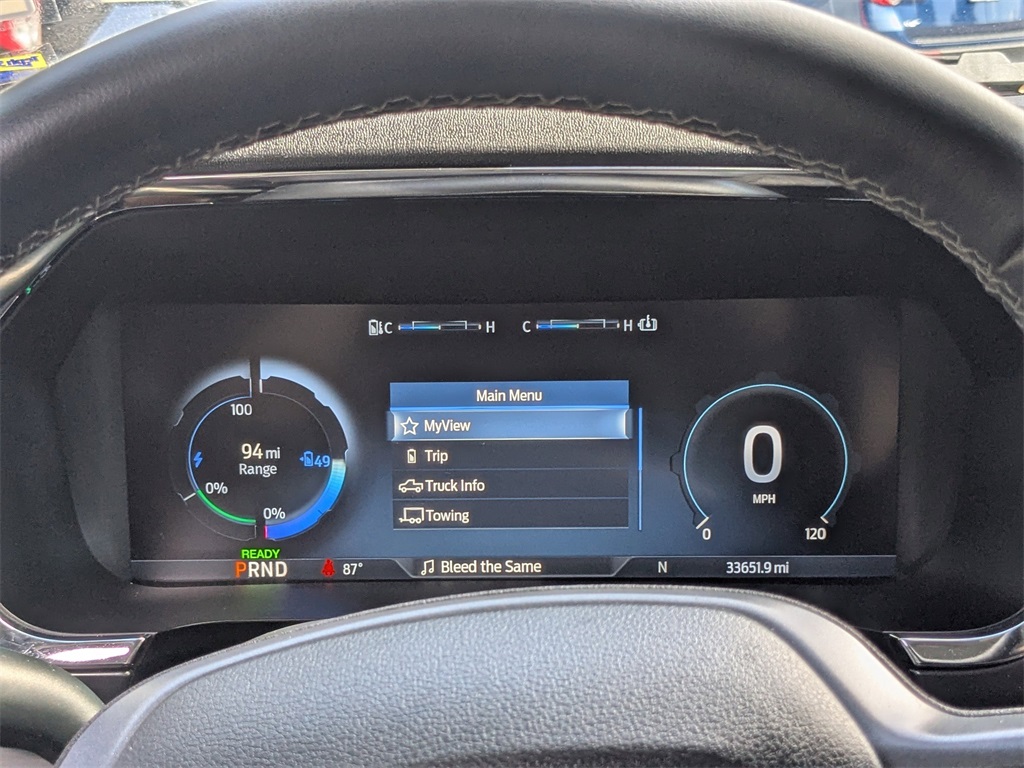 C H C H
Main Menu
MyView
Trip
Truck Info
Towing
100
94 mi
Range
49
0%
0%
0
MPH
0 120
READY
PRND 87° Bleed the Same N 33651.9 mi